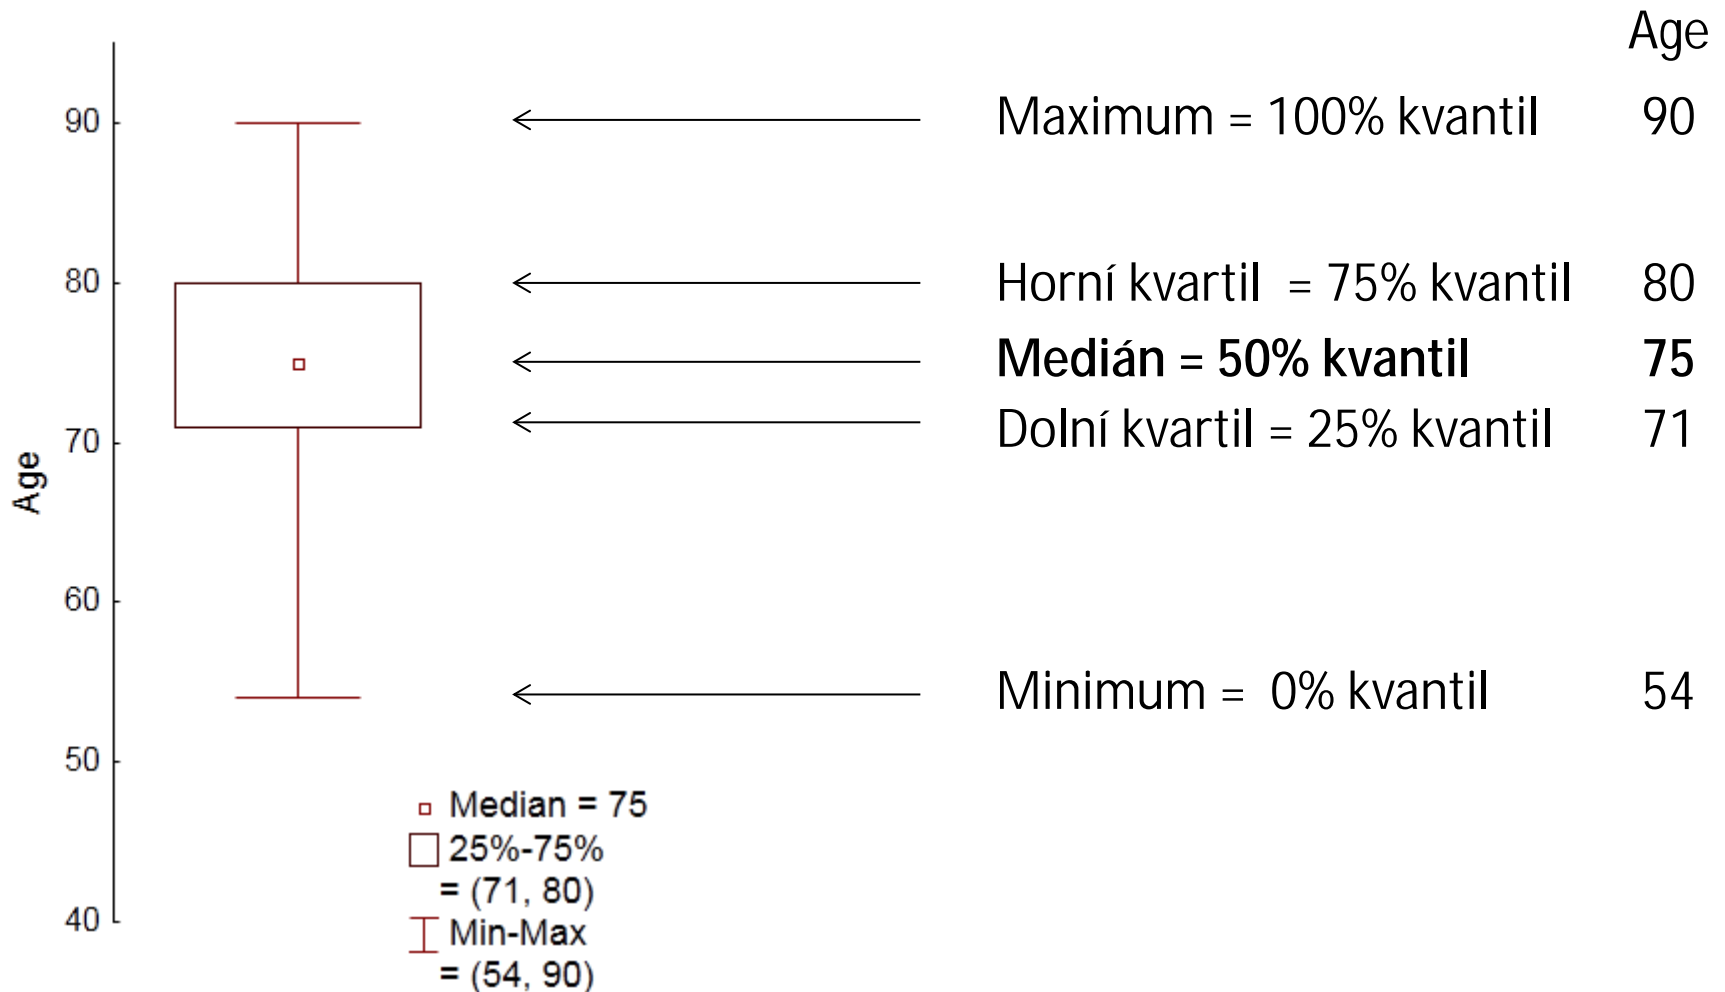 Age
Maximum = 100% kvantil 90
Horní kvartil = 75% kvantil 80
Medián = 50% kvantil 75
Dolní kvartil = 25% kvantil 71
Minimum = 0% kvantil 54
90
80
70
60
50
40
Age
Median = 75
25%-75%
= (71, 80)
Min-Max
= (54, 90)